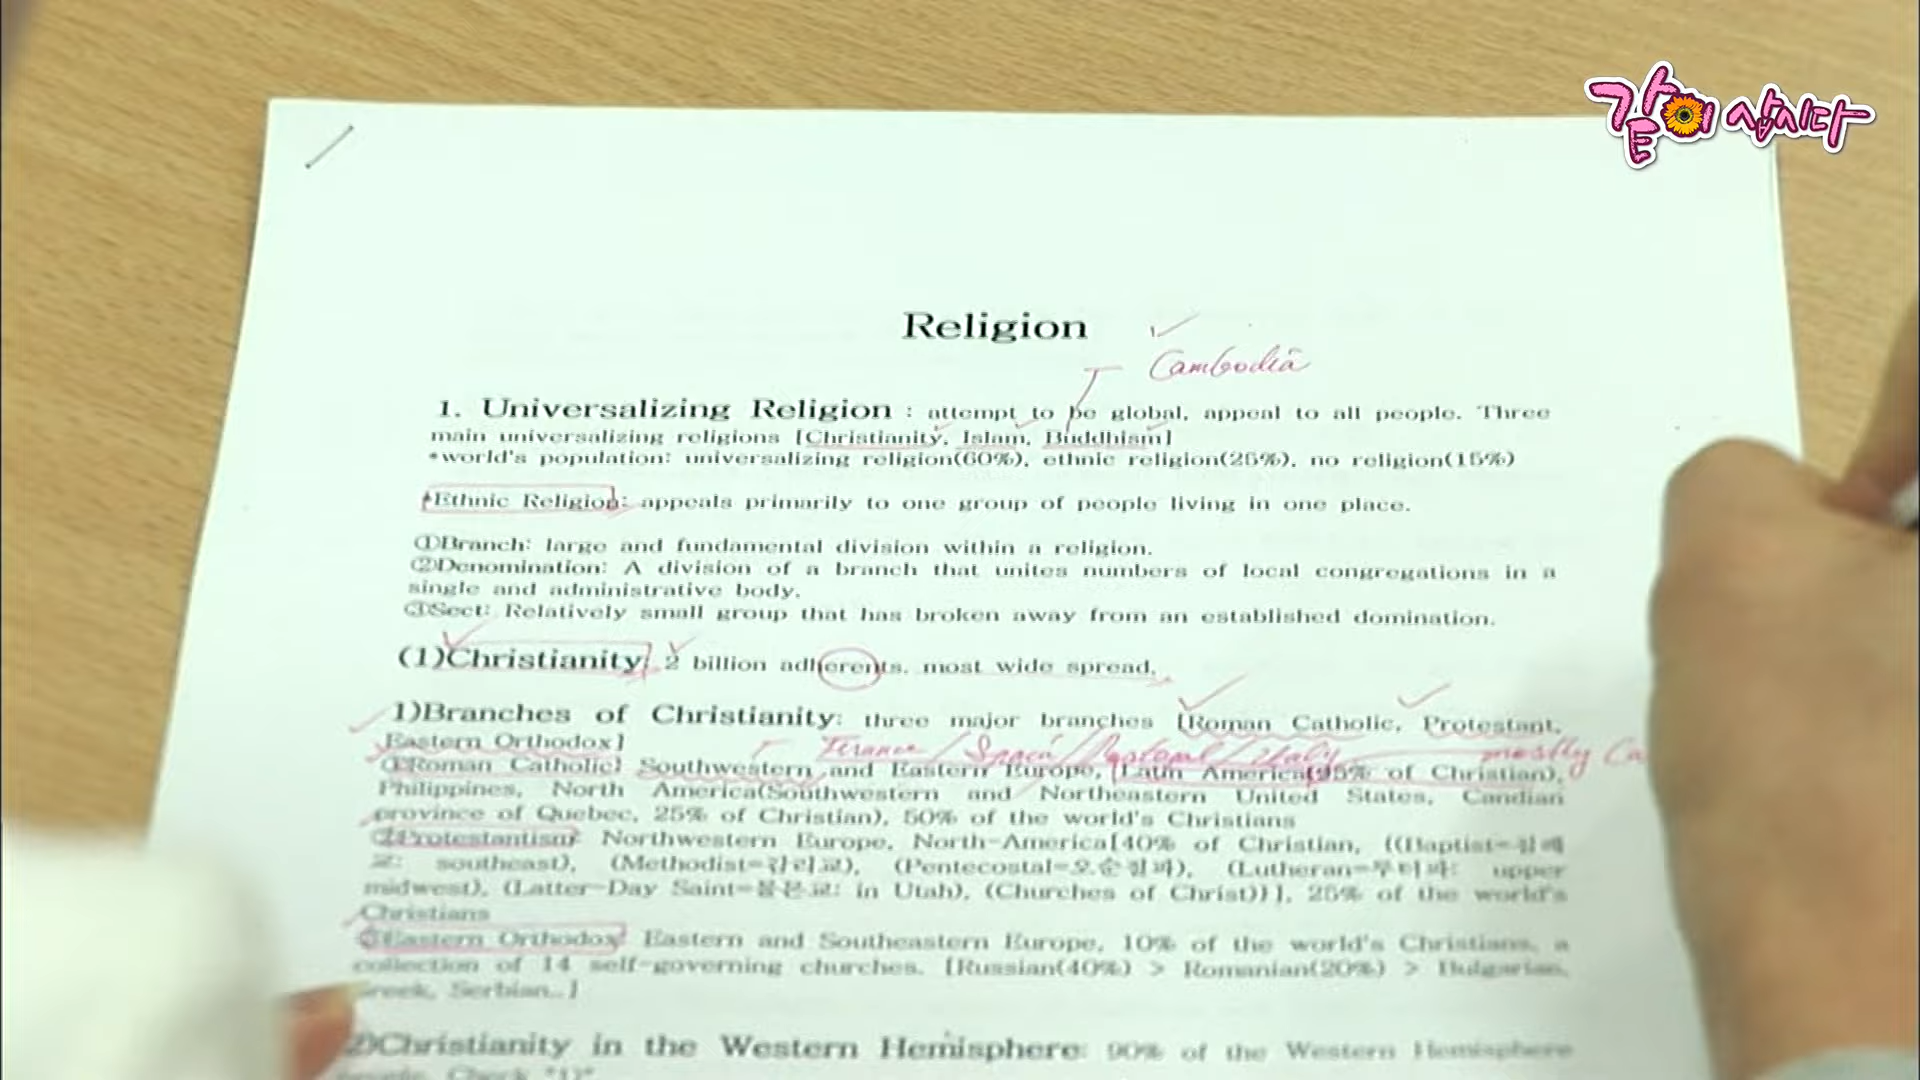 같이 삽시다
Religion
Cambodia
1. Universalizing Religion : attempt to be global, appeal to all people. Three
main universalizing religions [Christianity, Islam, Buddhism]
*world's population: universalizing religion(60%), ethnic religion(25%), no religion(15%)
*Ethnic Religion: appeals primarily to one group of people living in one place.
①Branch: large and fundamental division within a religion.
②Denomination: A division of a branch that unites numbers of local congregations in a
single and administrative body.
③Sect: Relatively small group that has broken away from an established domination.
(1)Christianity: 2 billion adherents, most wide spread,
1)Branches of Christianity: three major branches [Roman Catholic, Protestant,
Eastern Orthodox]
France / Spain / Portugal / Italy mostly Ca
①Roman Catholic] Southwestern and Eastern Europe, (Latin America(95% of Christian),
Philippines, North America(Southwestern and Northeastern United States, Candian
province of Quebec, 25% of Christian), 50% of the world's Christians
②Protestantism: Northwestern Europe, North-America[40% of Christian, ((Baptist=침례
교: southeast), (Methodist=감리교), (Pentecostal=오순절파), (Lutheran=루터파: upper
midwest), (Latter-Day Saint=몰몬교: in Utah), (Churches of Christ)}], 25% of the world's
Christians
③Eastern Orthodox: Eastern and Southeastern Europe, 10% of the world's Christians, a
collection of 14 self-governing churches. [Russian(40%) > Romanian(20%) > Bulgarian,
Greek, Serbian..]
2)Christianity in the Western Hemisphere: 90% of the Western Hemisphere
people. Check "1)"